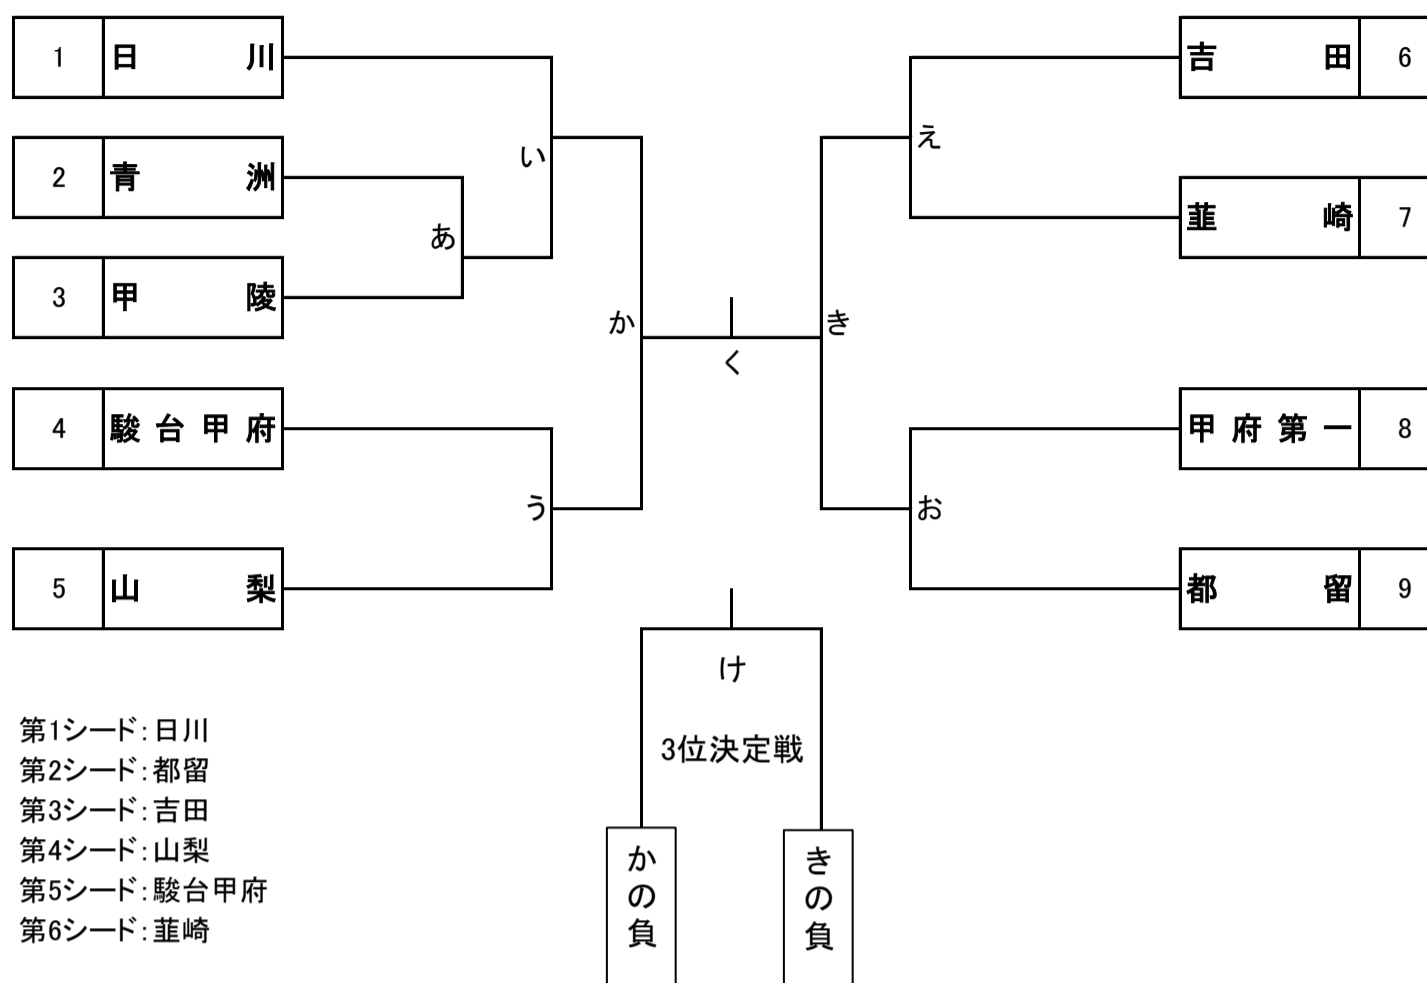 1 日川
2 青洲
3 甲陵
4 駿台甲府
5 山梨
あ
い
う
か
く
き
え
お
吉田 6
韮崎 7
甲府第一 8
都留 9
け
3位決定戦
かの負
きの負
第1シード：日川
第2シード：都留
第3シード：吉田
第4シード：山梨
第5シード：駿台甲府
第6シード：韮崎